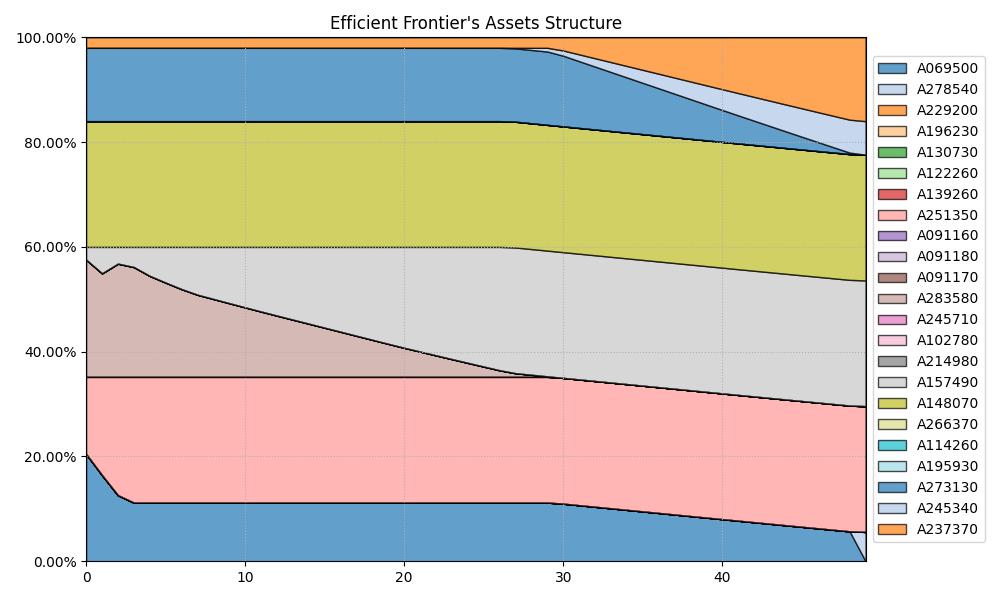 Efficient Frontier's Assets Structure
100.00%
80.00%
60.00%
40.00%
20.00%
0.00%
0
10
20
30
40
A069500
A278540
A229200
A196230
A130730
A122260
A139260
A251350
A091160
A091180
A091170
A283580
A245710
A102780
A214980
A157490
A148070
A266370
A114260
A195930
A273130
A245340
A237370